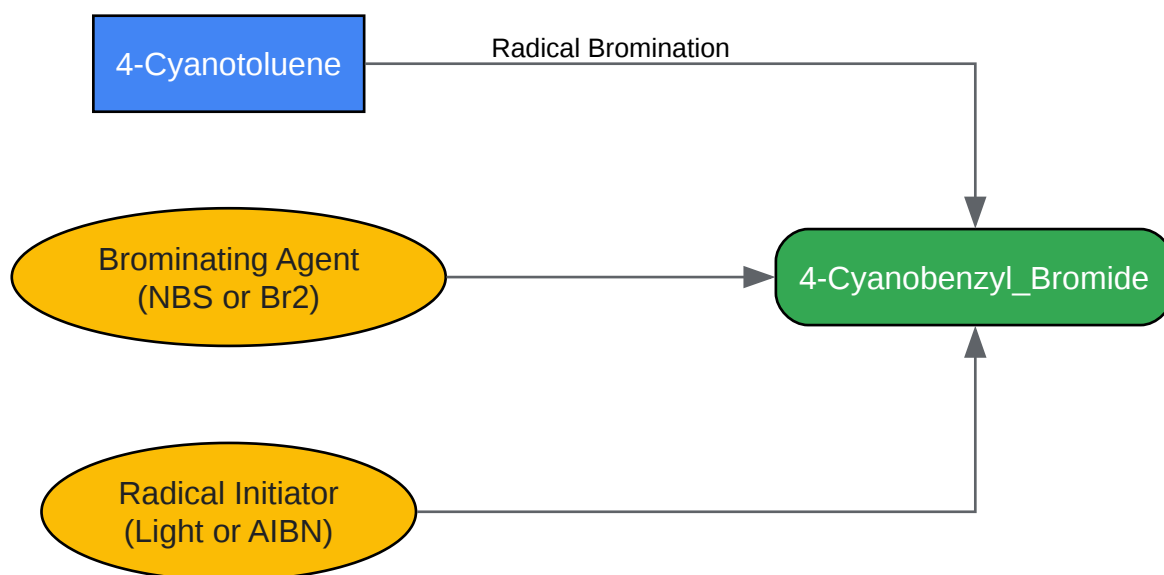 4-Cyanotoluene
Radical Bromination
Brominating Agent
(NBS or Br2)
4-Cyanobenzyl_Bromide
Radical Initiator
(Light or AIBN)